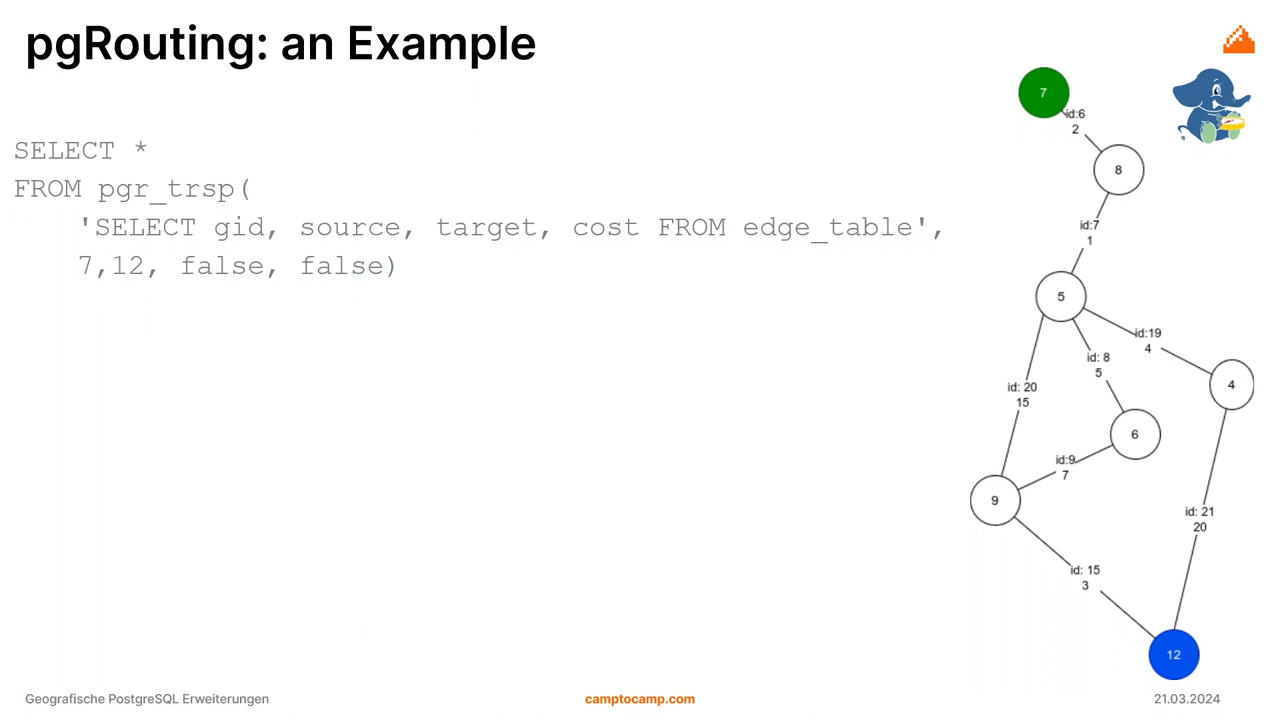 pgRouting: an Example
SELECT *
FROM pgr_trsp(
'SELECT gid, source, target, cost FROM edge_table',
7,12, false, false)
7
id:6
2
8
id:7
1
5
id:19
4
id: 8
5
id: 20
15
4
6
id:9
7
9
id: 21
20
id: 15
3
12
Geografische PostgreSQL Erweiterungen
camptocamp.com
21.03.2024